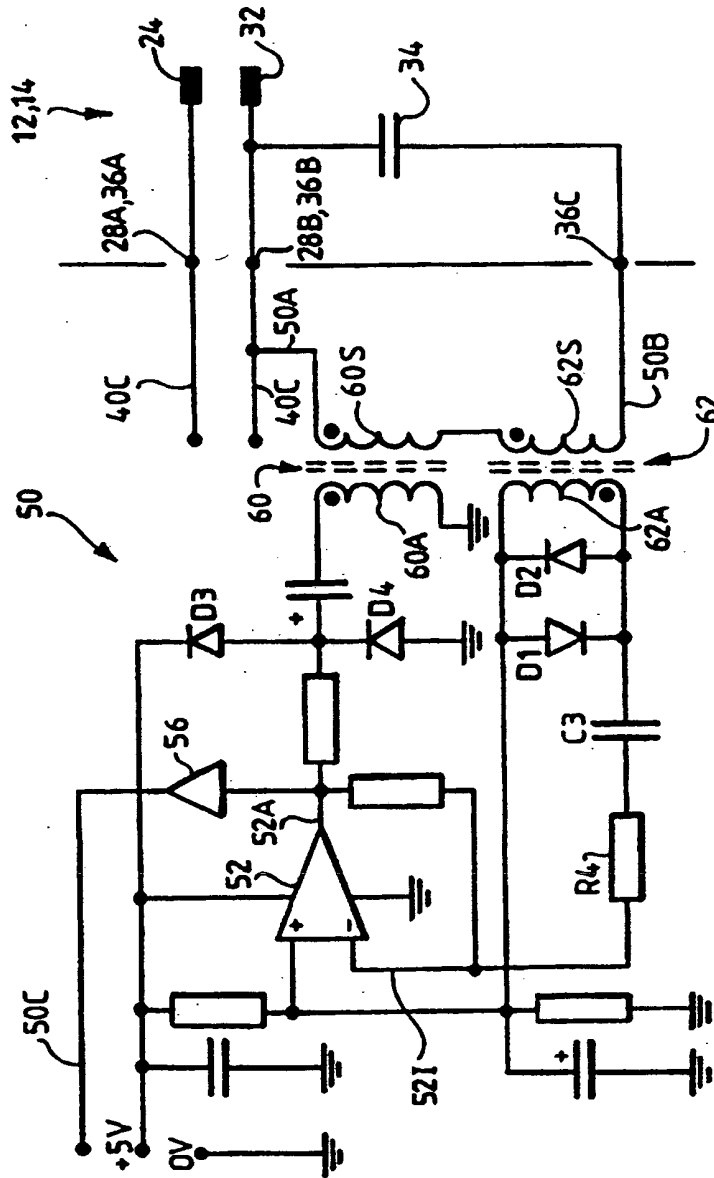 12,14
24
32
34
28A,36A
28B,36B
36C
40C
40C
50A
50B
60S
62S
60
62
60A
62A
50
D3
D4
D2
D1
56
C3
52A
52
+
-
R4
50C
52I
+
+
+5V
0V